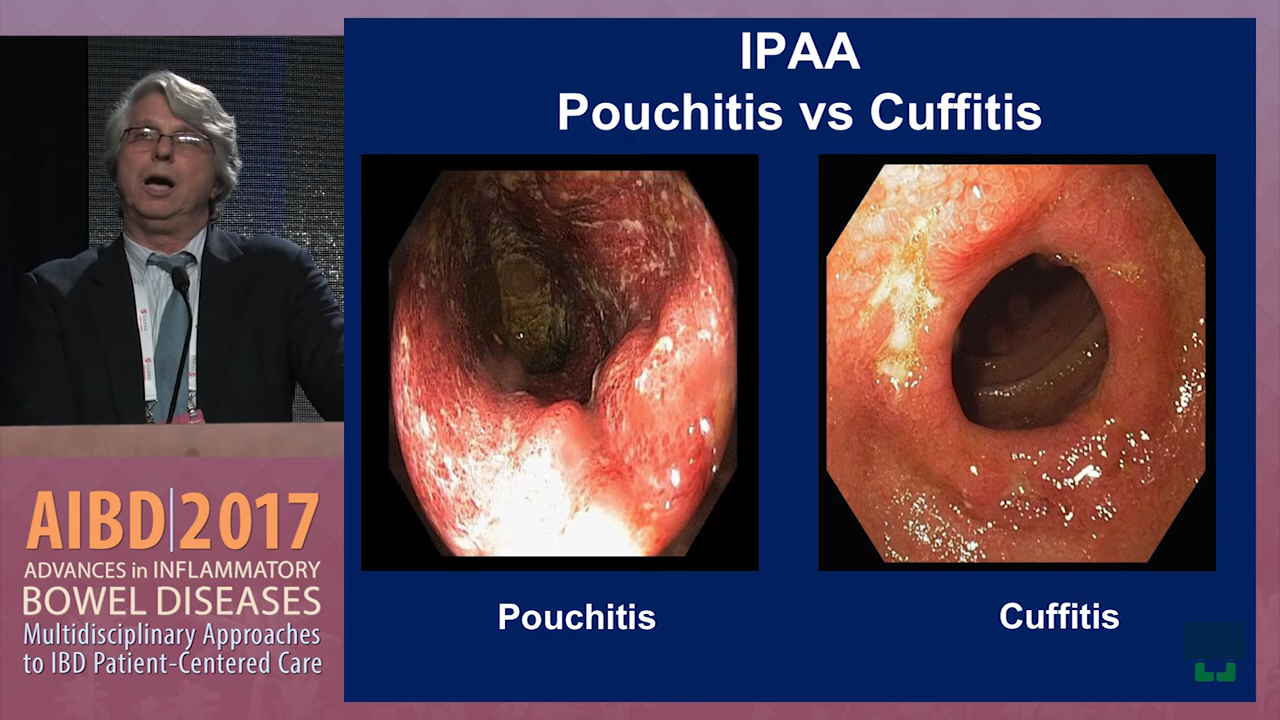 IPAA
Pouchitis vs Cuffitis
Pouchitis
Cuffitis
AIBD|2017
ADVANCES in INFLAMMATORY
BOWEL DISEASES
Multidisciplinary Approaches
to IBD Patient-Centered Care